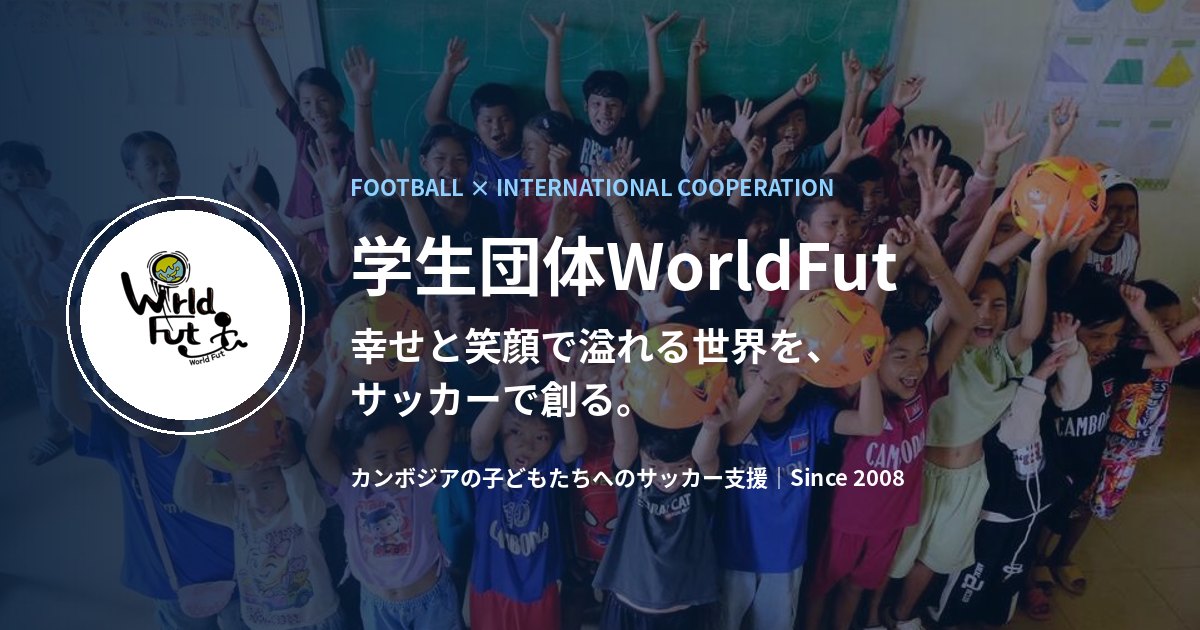 FOOTBALL × INTERNATIONAL COOPERATION
学生団体WorldFut
幸せと笑顔で溢れる世界を、
サッカーで創る。
カンボジアの子どもたちへのサッカー支援｜Since 2008
World
Fut
World Fut
CAMBODIA